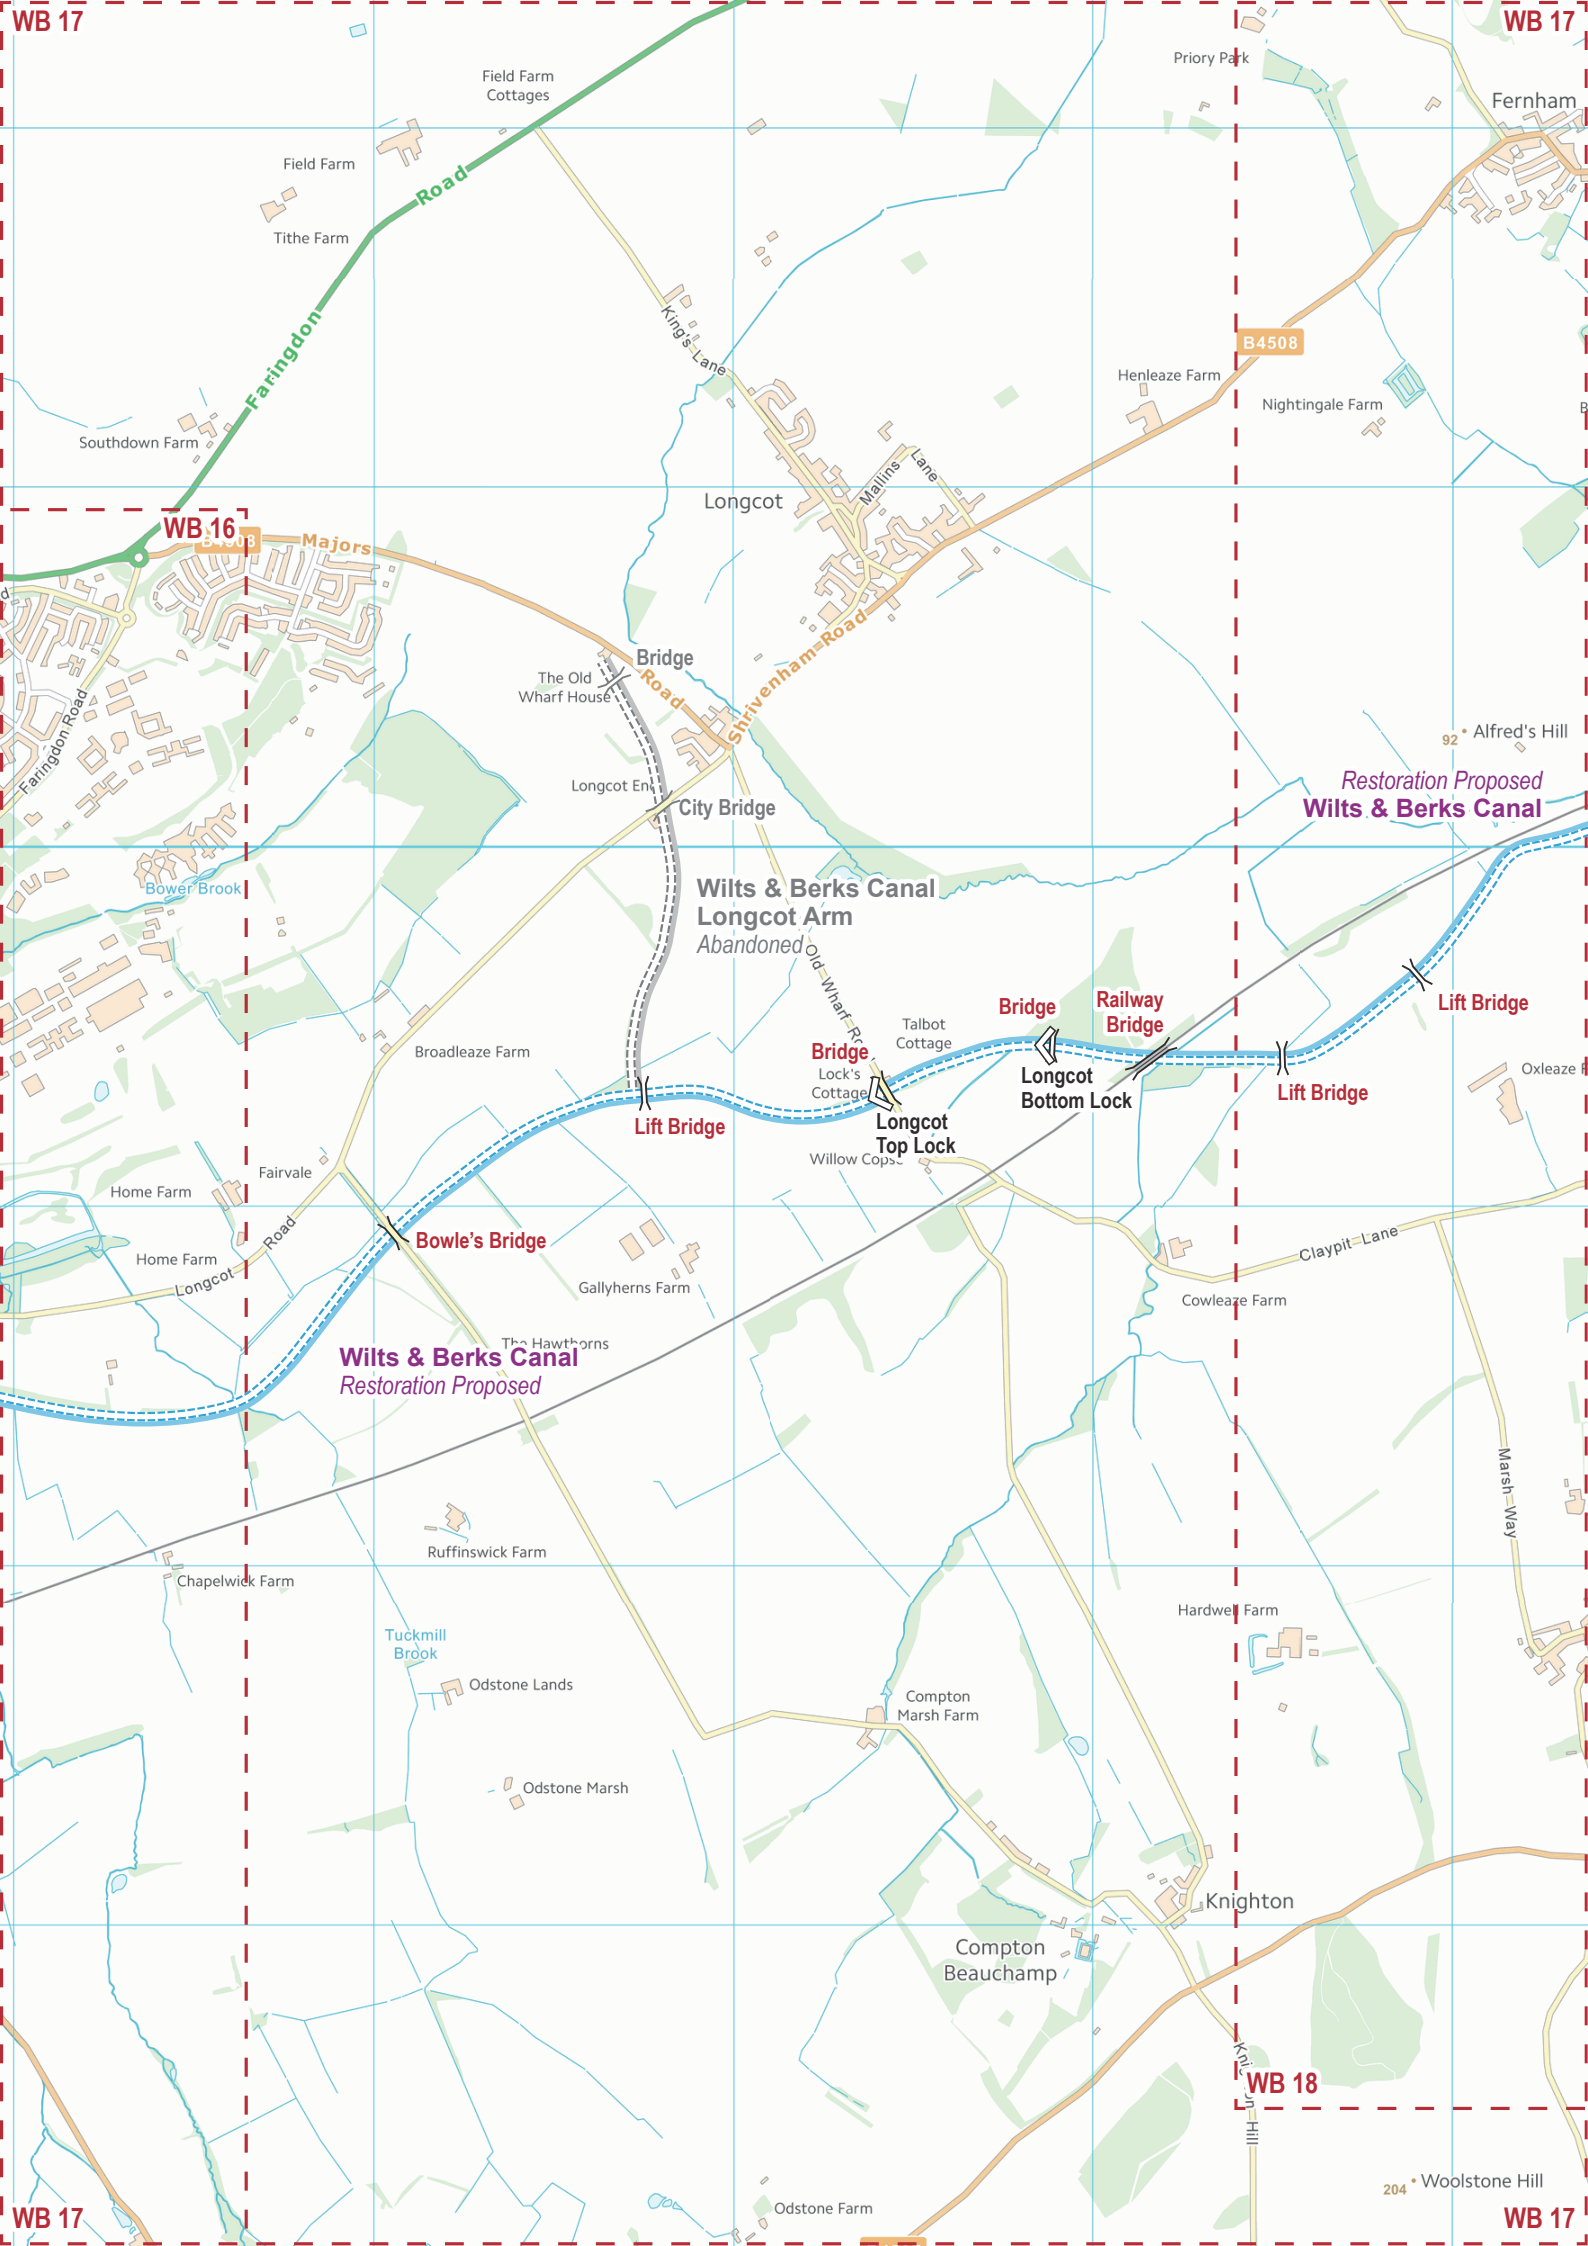 WB 17
WB 17
Priory Park
Field Farm
Cottages
Fernham
Field Farm
Road
Tithe Farm
Faringdon
King's Lane
B4508
Henleaze Farm
Nightingale Farm
Southdown Farm
Mallins Lane
Longcot
WB 16
B4508
Majors
Road
Shrivenham Road
Bridge
The Old
Wharf House
Faringdon Road
92
Alfred's Hill
Restoration Proposed
Wilts & Berks Canal
Longcot End
City Bridge
Bower Brook
Wilts & Berks Canal
Longcot Arm
Abandoned
Old Wharf Ro
Bridge
Railway
Bridge
Lift Bridge
Talbot
Cottage
Broadleaze Farm
Bridge
Lock's
Cottage
Longcot
Bottom Lock
Oxleaze F
Lift Bridge
Lift Bridge
Longcot
Top Lock
Willow Copse
Fairvale
Home Farm
Bowle's Bridge
Home Farm
Longcot Road
Claypit Lane
Gallyherns Farm
Cowleaze Farm
The Hawthorns
Wilts & Berks Canal
Restoration Proposed
Marsh Way
Ruffinswick Farm
Chapelwick Farm
Hardwell Farm
Tuckmill
Brook
Odstone Lands
Compton
Marsh Farm
Odstone Marsh
Knighton
Compton
Beauchamp
Knighton Hill
WB 18
204
Woolstone Hill
Odstone Farm
WB 17
WB 17